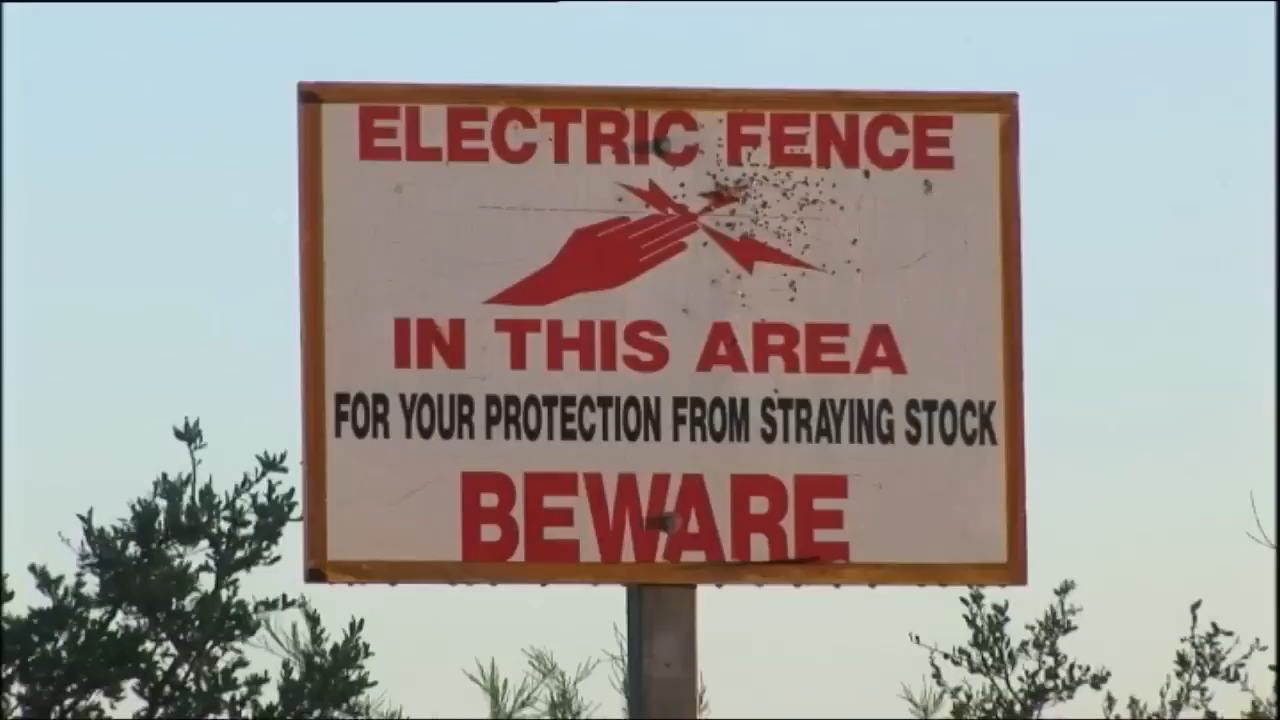 ELECTRIC FENCE
IN THIS AREA
FOR YOUR PROTECTION FROM STRAYING STOCK
BEWARE